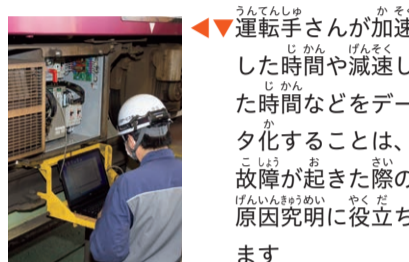 ◀▼運転手さんが加速
した時間や減速し
た時間などをデー
タ化することは、
故障が起きた際の
原因究明に役立ち
ます